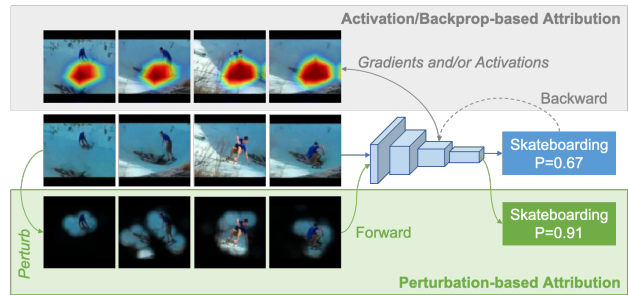 Activation/Backprop-based Attribution
Gradients and/or Activations
Backward
Skateboarding
P=0.67
Skateboarding
P=0.91
Perturb
Forward
Perturbation-based Attribution